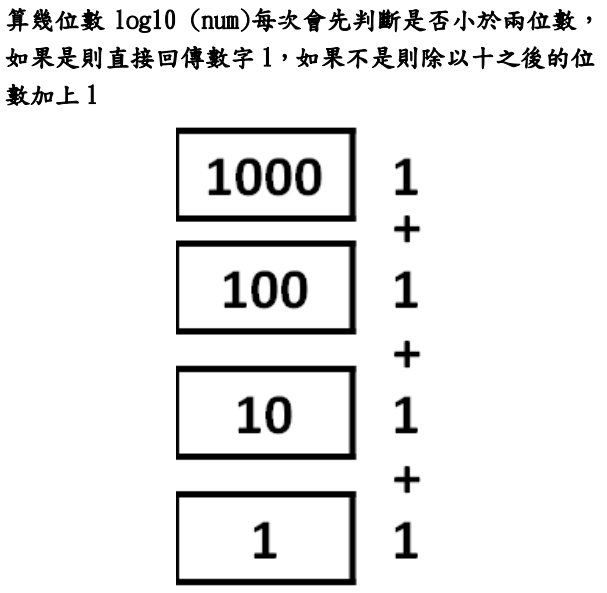 算幾位數 log10 (num)每次會先判斷是否小於兩位數，
如果是則直接回傳數字 1，如果不是則除以十之後的位
數加上 1
1000 1
+
100 1
+
10 1
+
1 1